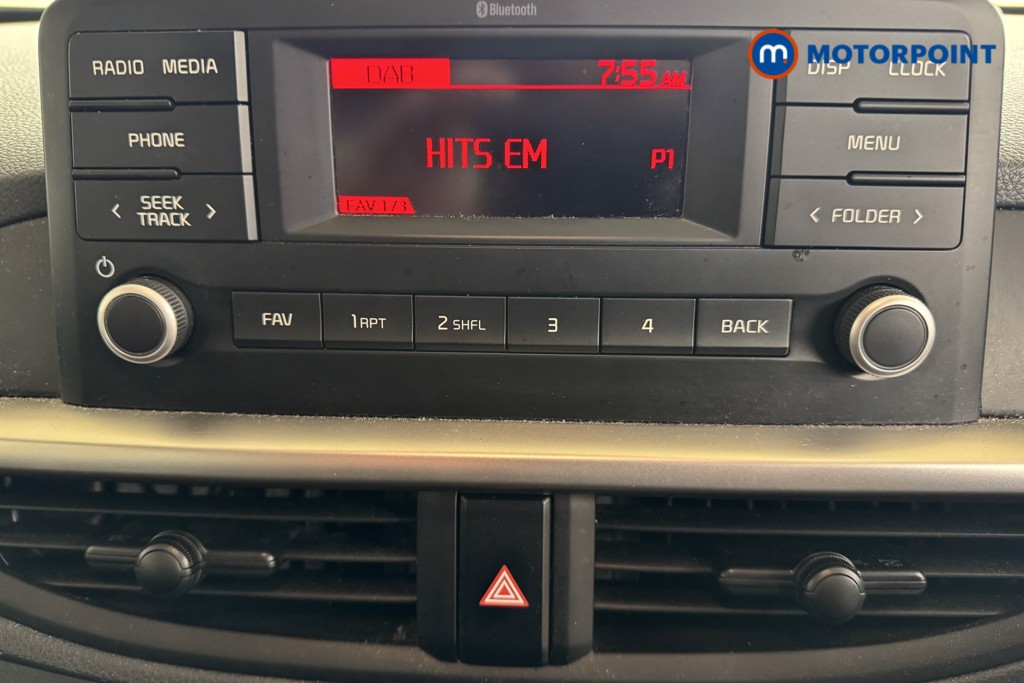 Bluetooth
m MOTORPOINT
RADIO MEDIA
DAB
7:55 AM
DISP CLOCK
PHONE
HITS EM
P1
MENU
< SEEK TRACK >
FAV 1/3
< FOLDER >
FAV
1 RPT
2 SHFL
3
4
BACK